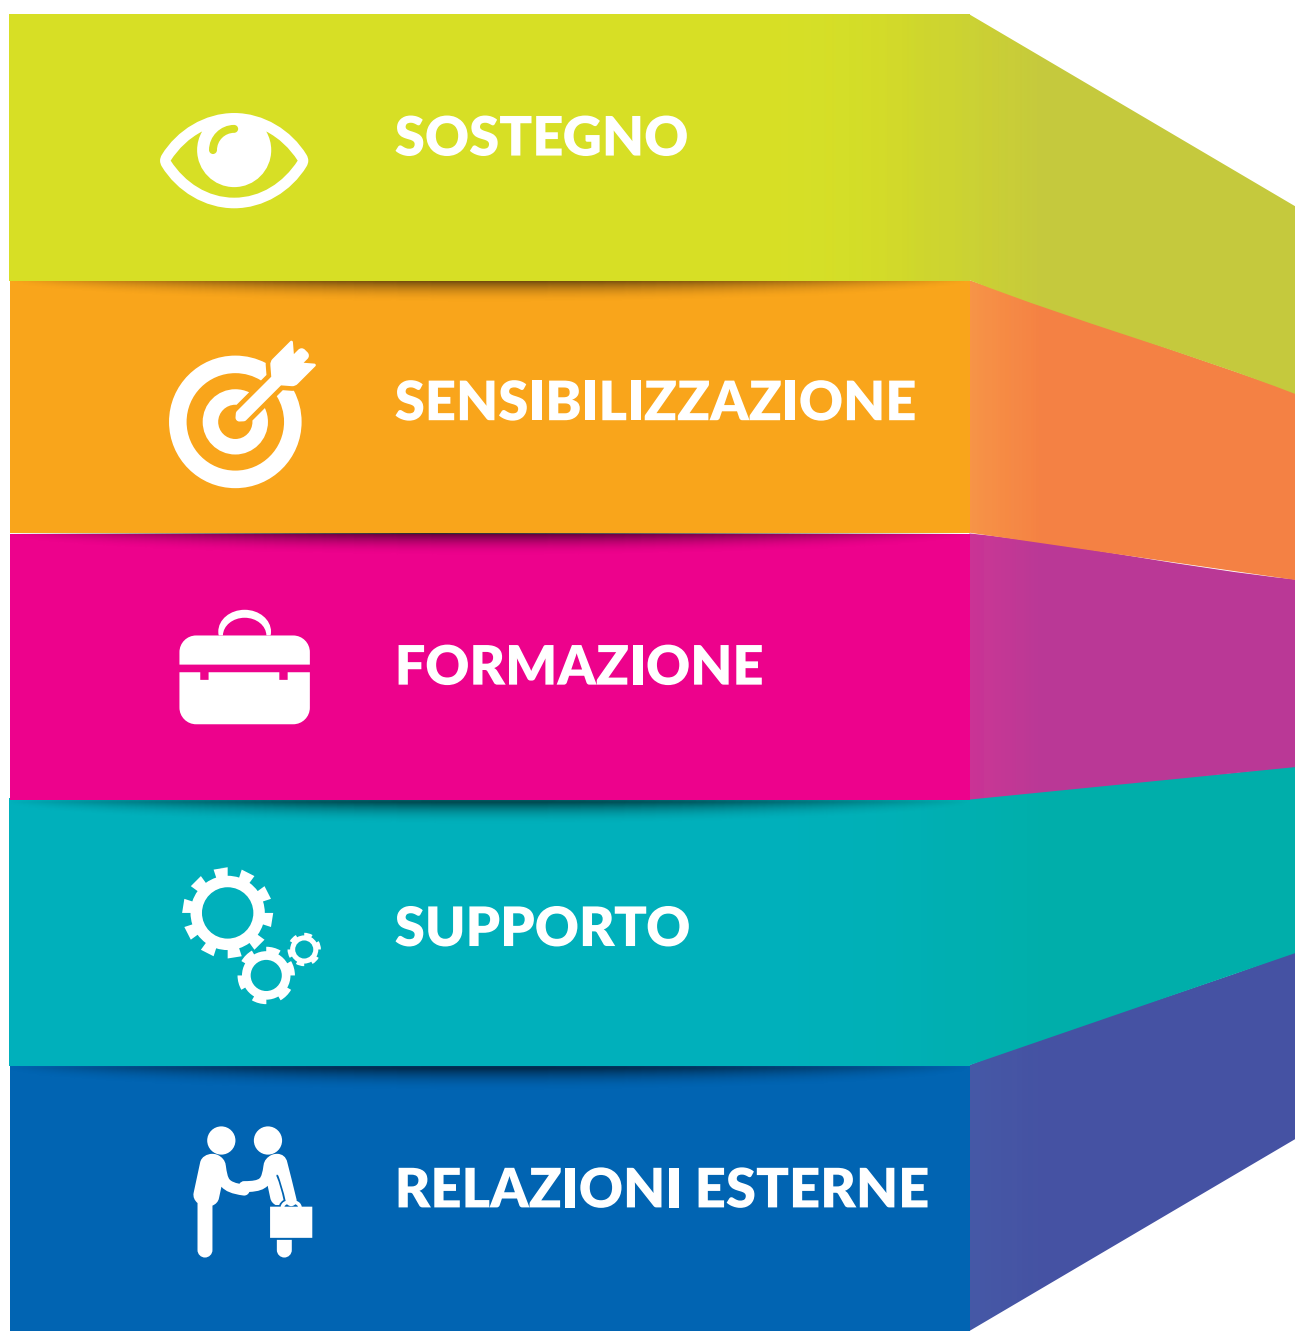 SOSTEGNO
SENSIBILIZZAZIONE
FORMAZIONE
SUPPORTO
RELAZIONI ESTERNE